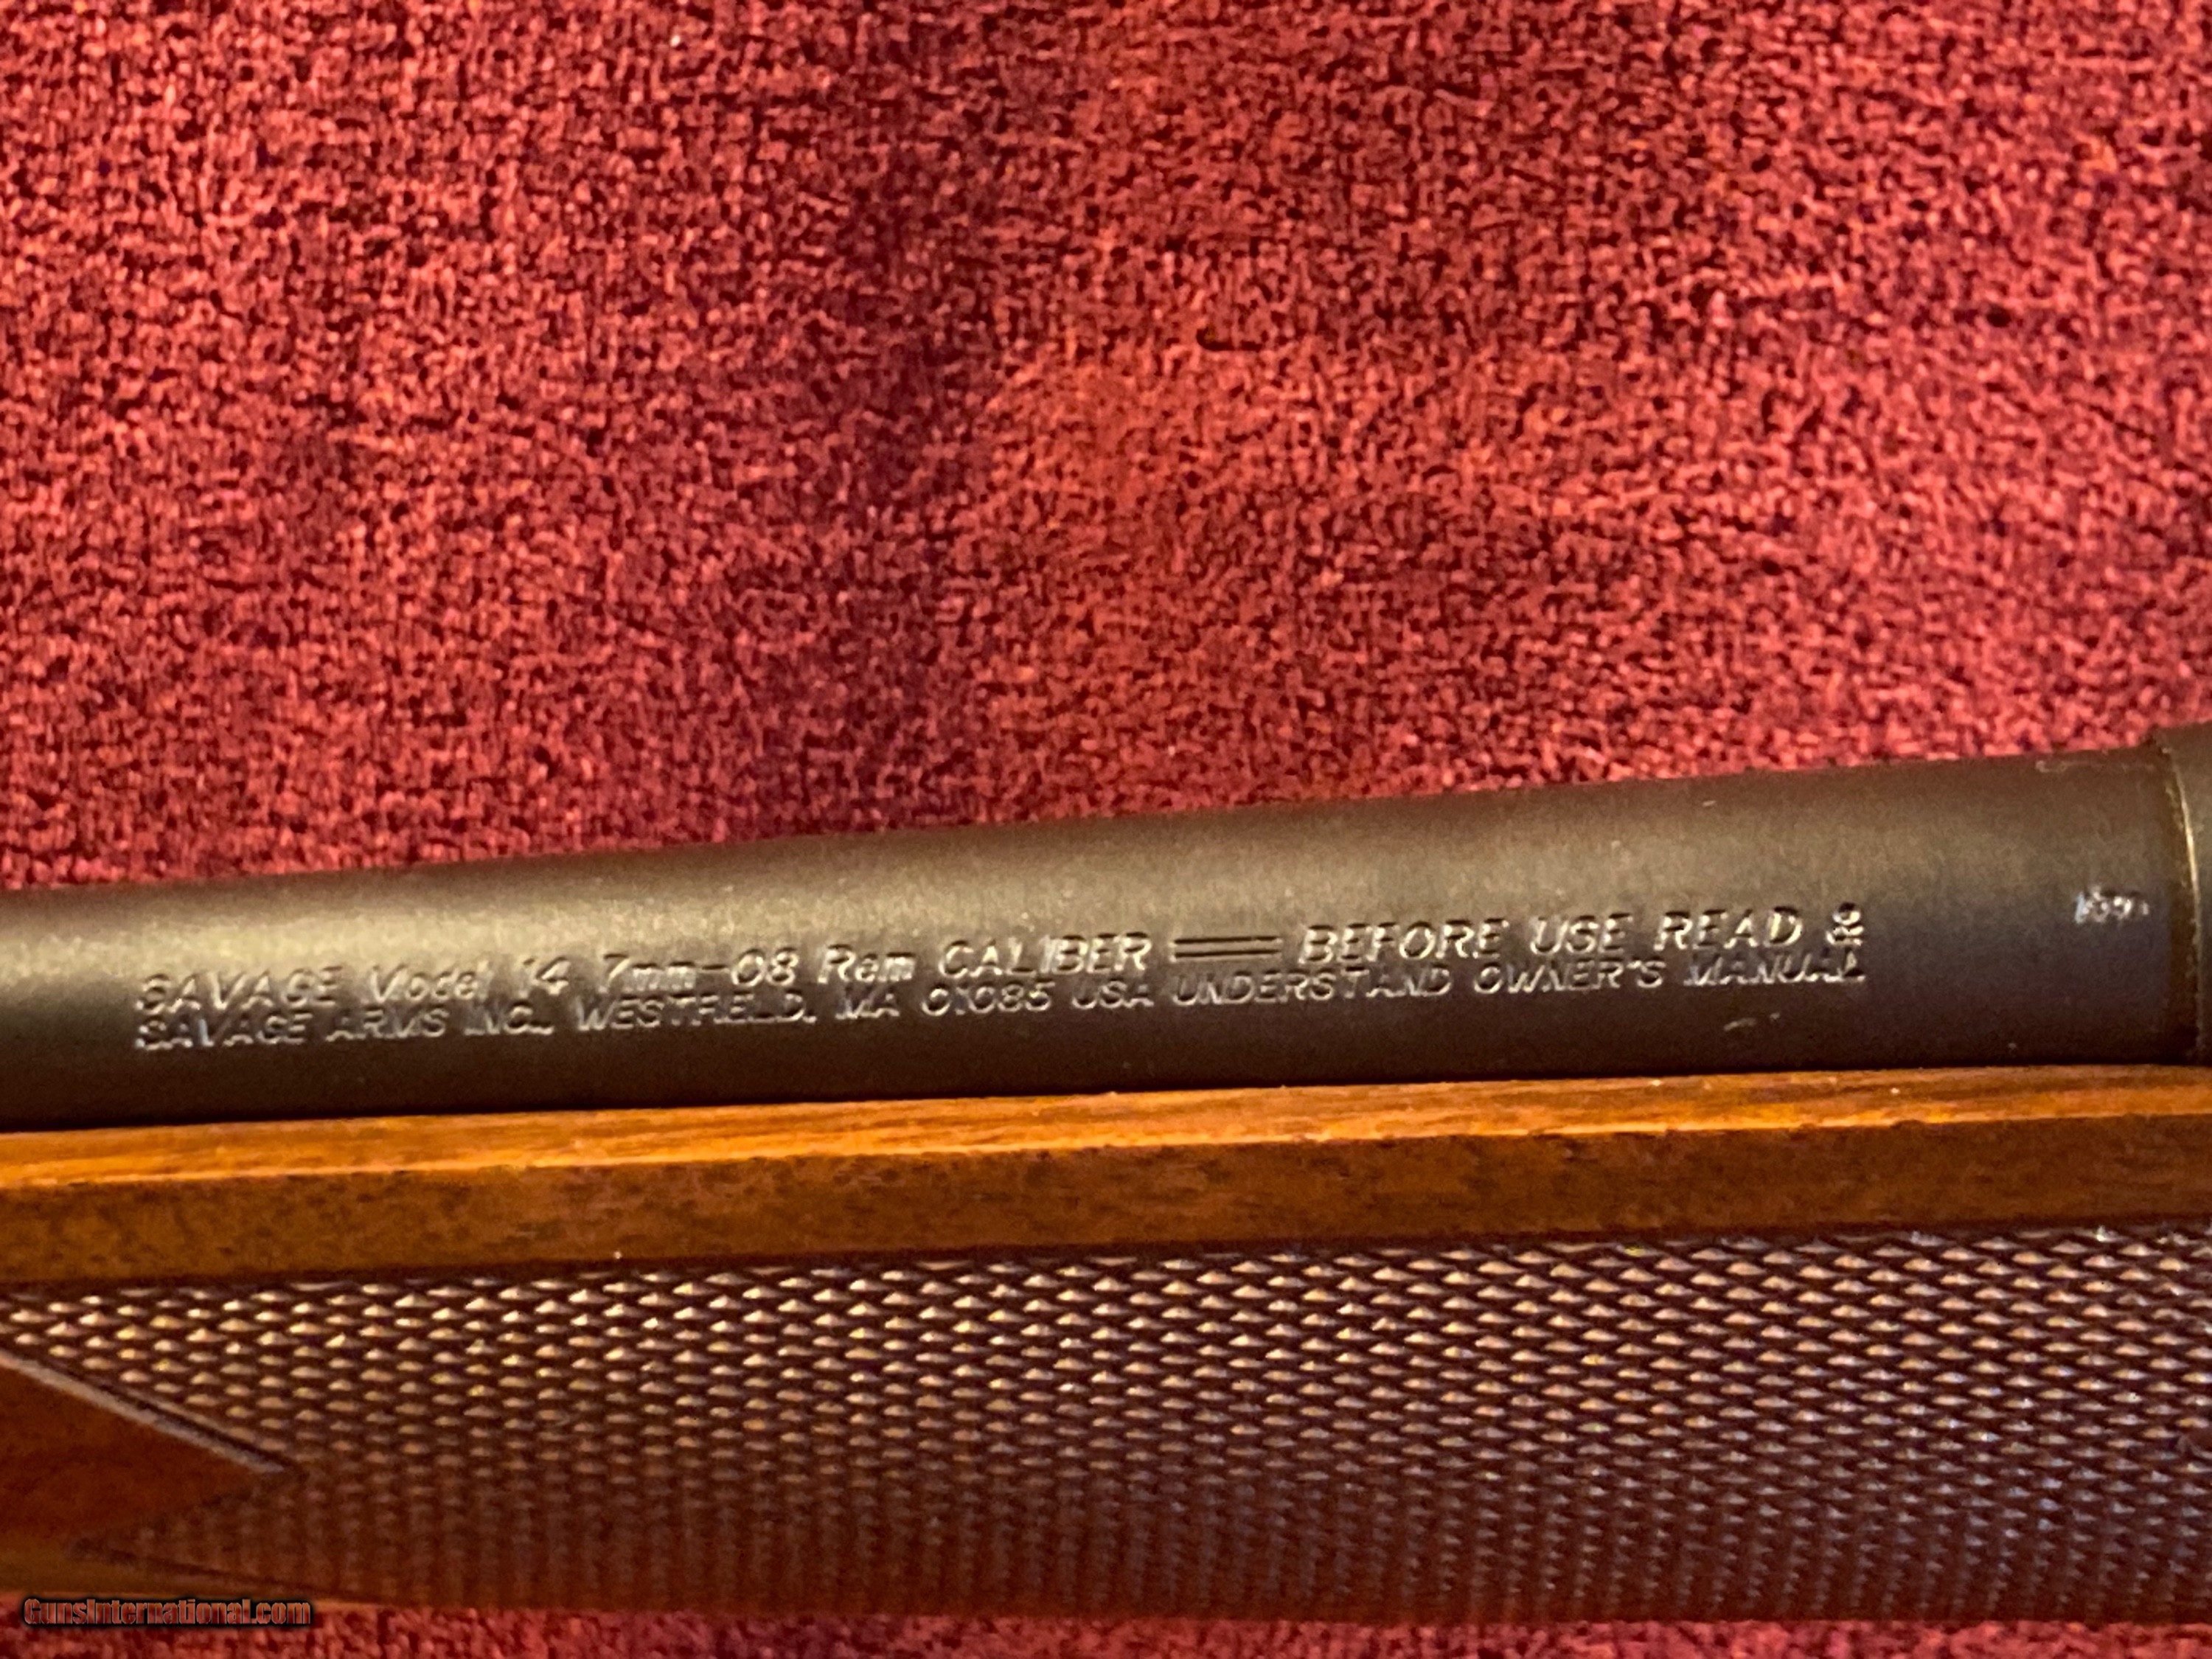 SAVAGE Model 14 7mm-08 Rem CALIBER == BEFORE USE READ &
SAVAGE ARMS INC., WESTFIELD, MA 01085 USA UNDERSTAND OWNER'S MANUAL
GunsInternational.com